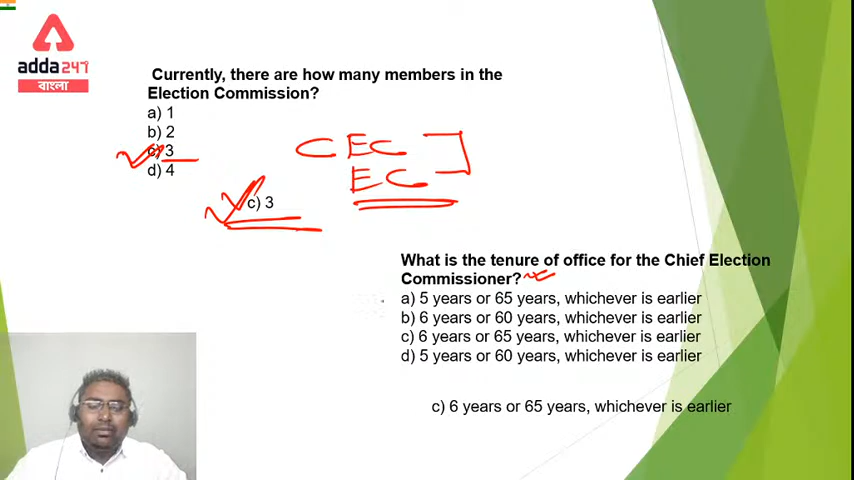 adda247
বাংলা
Currently, there are how many members in the
Election Commission?
a) 1
b) 2
c) 3
d) 4
CEC
EC
c) 3
What is the tenure of office for the Chief Election
Commissioner?
a) 5 years or 65 years, whichever is earlier
b) 6 years or 60 years, whichever is earlier
c) 6 years or 65 years, whichever is earlier
d) 5 years or 60 years, whichever is earlier
c) 6 years or 65 years, whichever is earlier